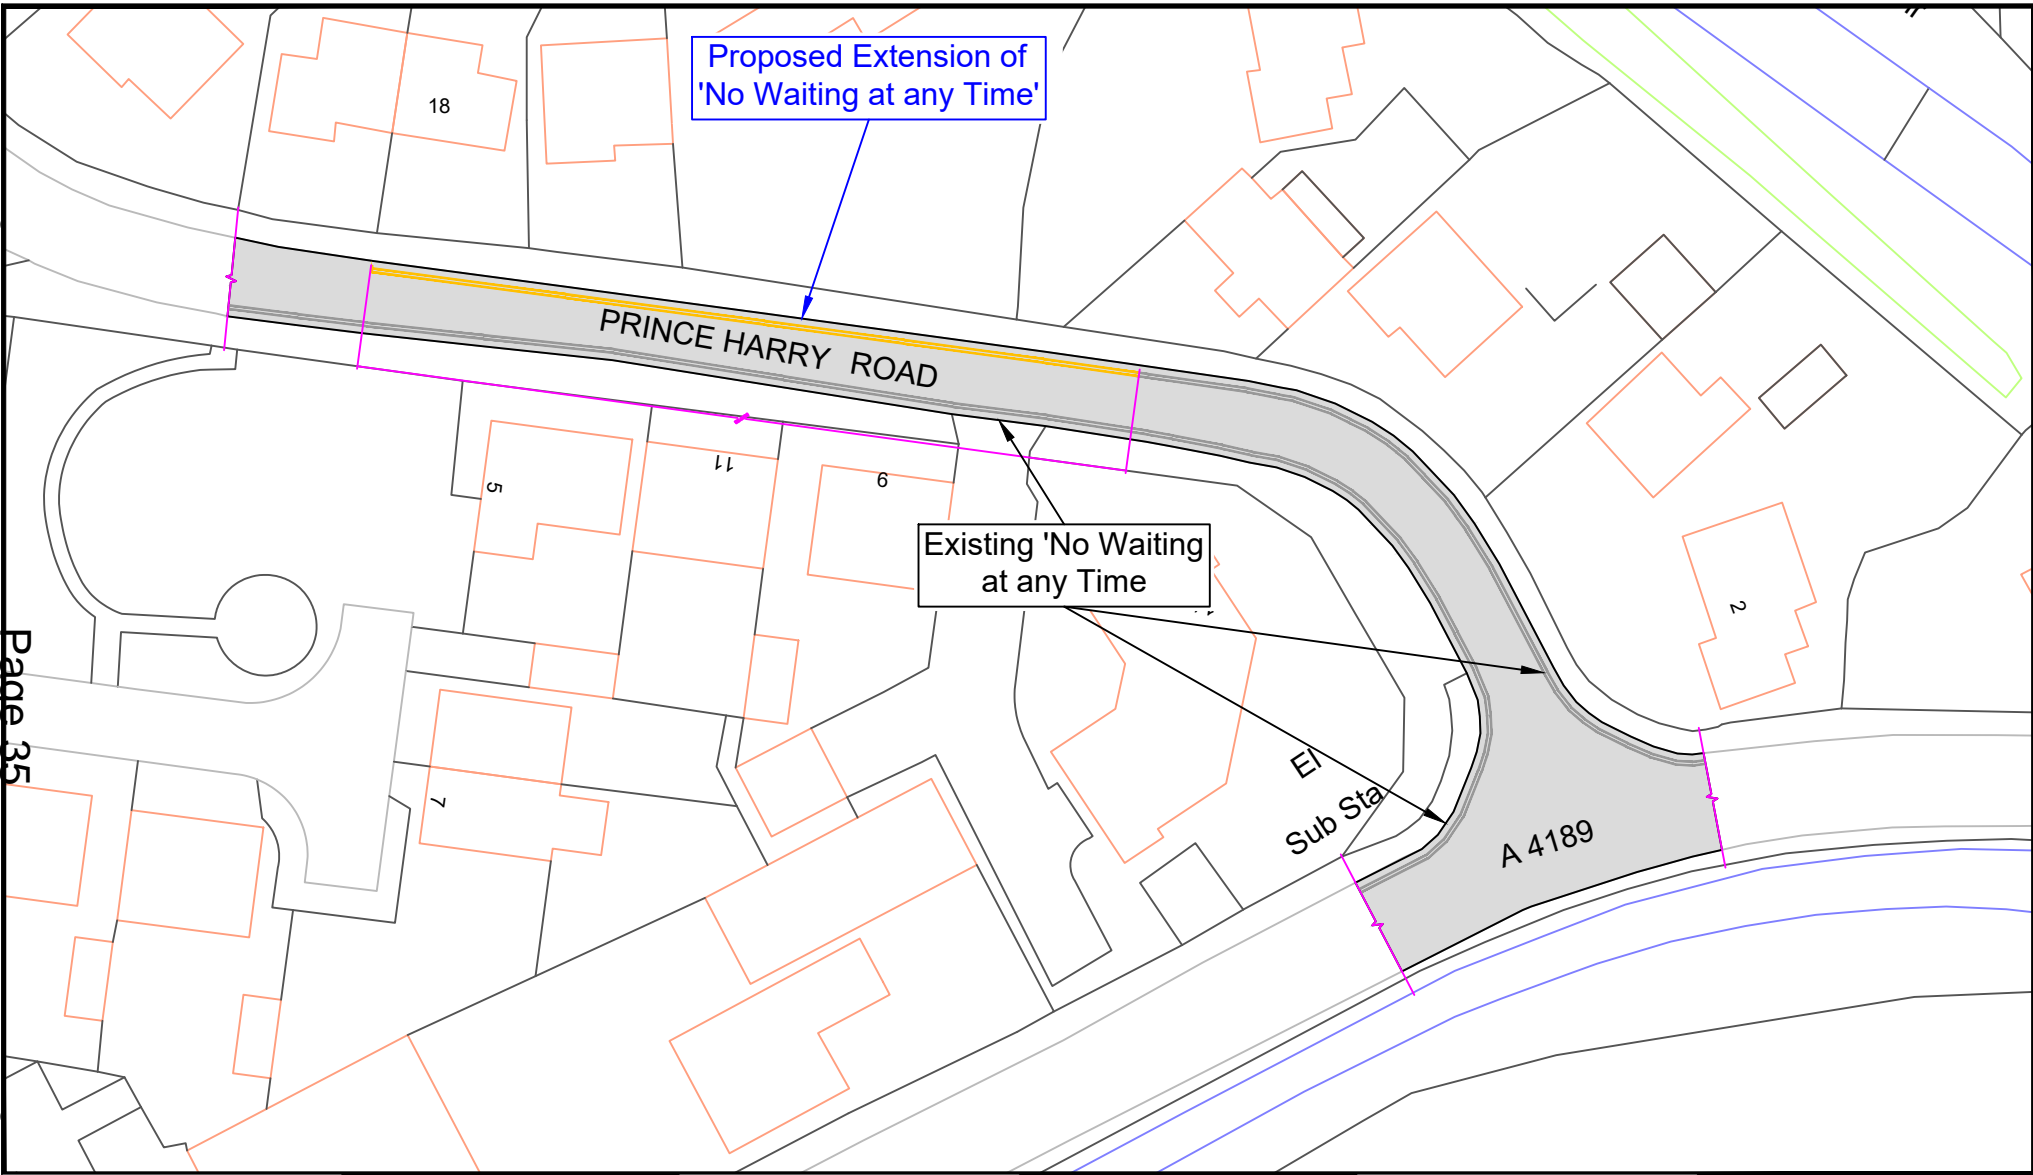 Proposed Extension of
'No Waiting at any Time'
18
PRINCE HARRY  ROAD
5
11
9
Existing 'No Waiting
at any Time
2
Page 35
7
El
Sub Sta
A 4189